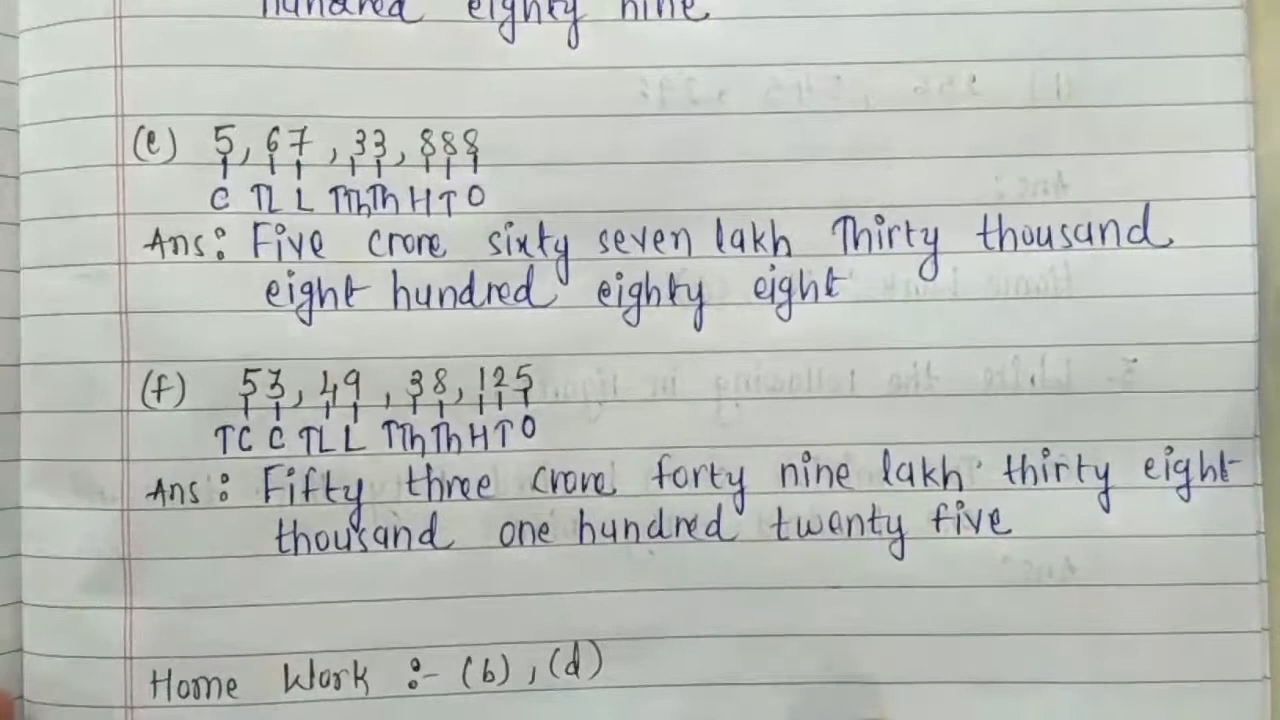 hundred eighty nine
(e) 5, 67, 33, 888
C TL L TTh Th H T O
Ans: Five crore sixty seven lakh Thirty thousand
eight hundred eighty eight
(f) 53, 49, 38, 125
TC C TL L TTh Th H T O
Ans: Fifty three crore forty nine lakh thirty eight
thousand one hundred twenty five
Home Work :- (b), (d)